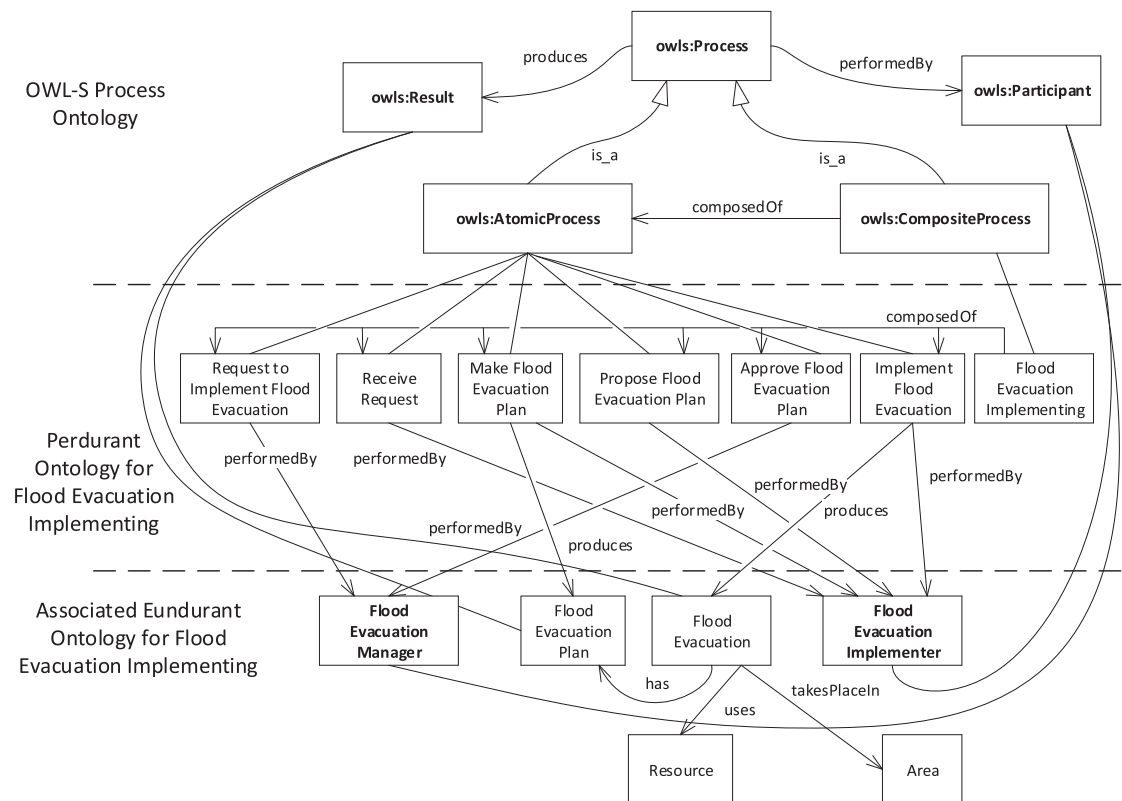 owls:Process
produces
performedBy
OWL-S Process
Ontology
owls:Result
owls:Participant
is_a
is_a
owls:AtomicProcess
composedOf
owls:CompositeProcess
composedOf
Request to
Implement Flood
Evacuation
Receive
Request
Make Flood
Evacuation
Plan
Propose Flood
Evacuation Plan
Approve Flood
Evacuation
Plan
Implement
Flood
Evacuation
Flood
Evacuation
Implementing
Perdurant
Ontology for
Flood Evacuation
Implementing
performedBy
performedBy
performedBy
performedBy
performedBy
produces
performedBy
produces
Associated Eundurant
Ontology for Flood
Evacuation Implementing
Flood
Evacuation
Manager
Flood
Evacuation
Plan
Flood
Evacuation
Flood
Evacuation
Implementer
has
uses
takesPlaceIn
Resource
Area